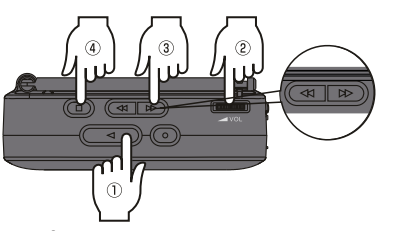 ④ ③ ②
VOL
①